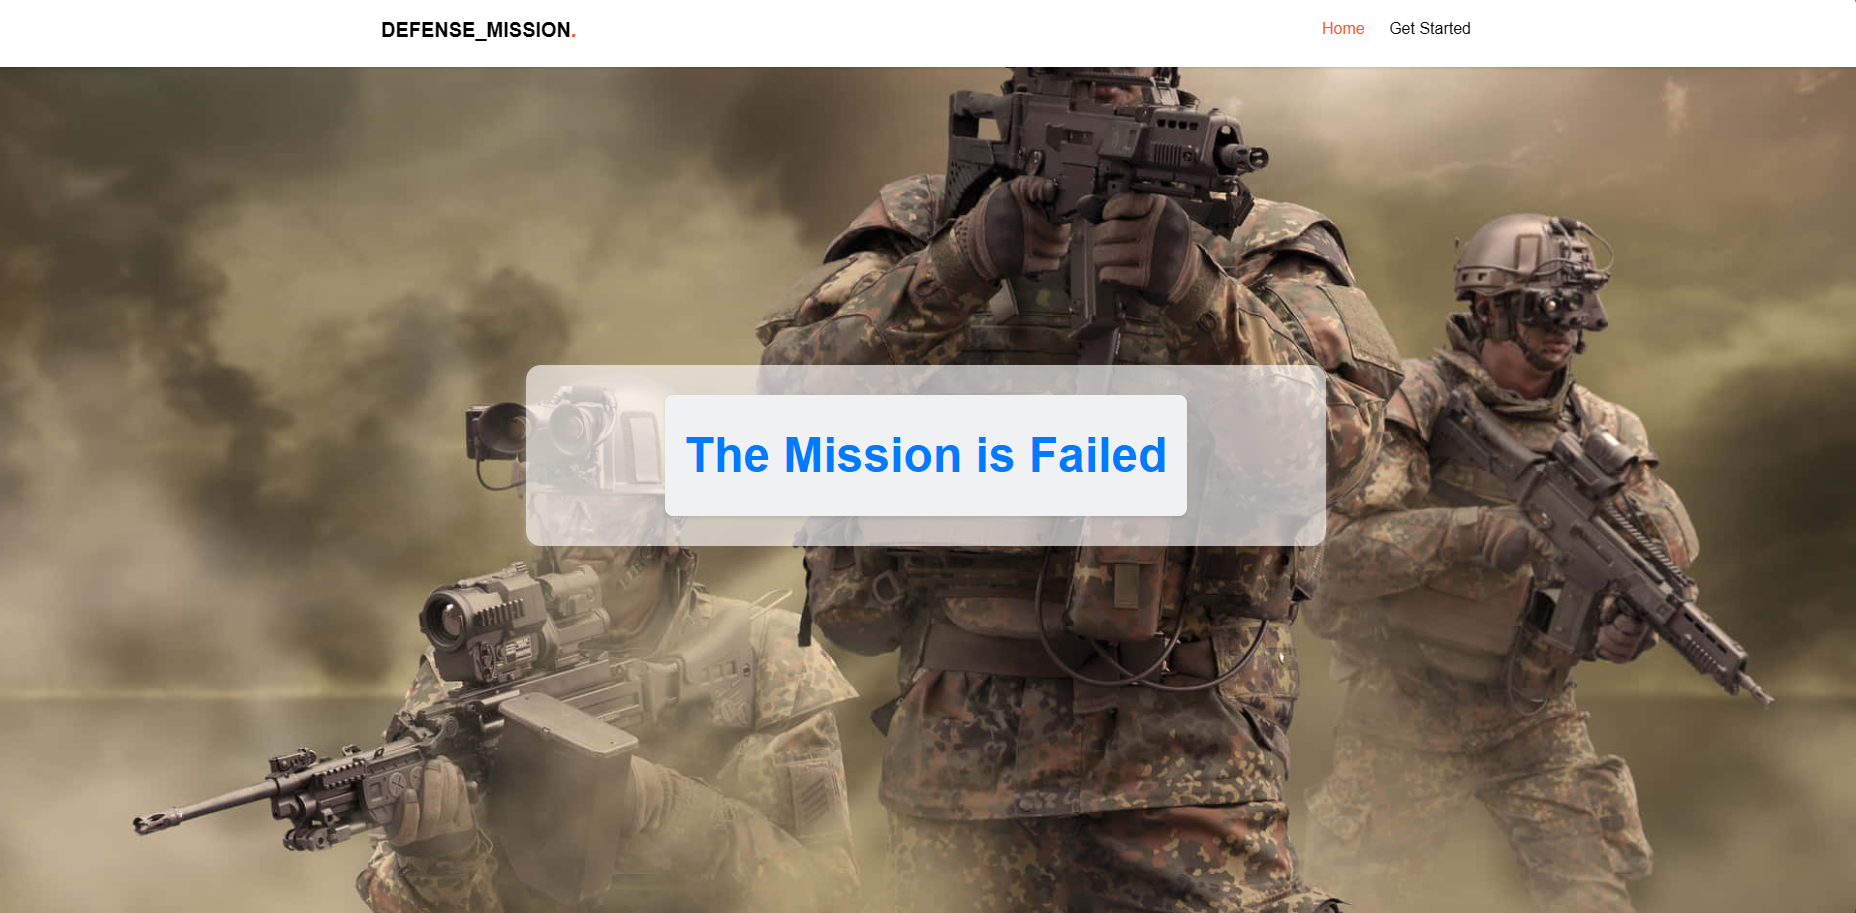 DEFENSE_MISSION.
Home
Get Started
The Mission is Failed